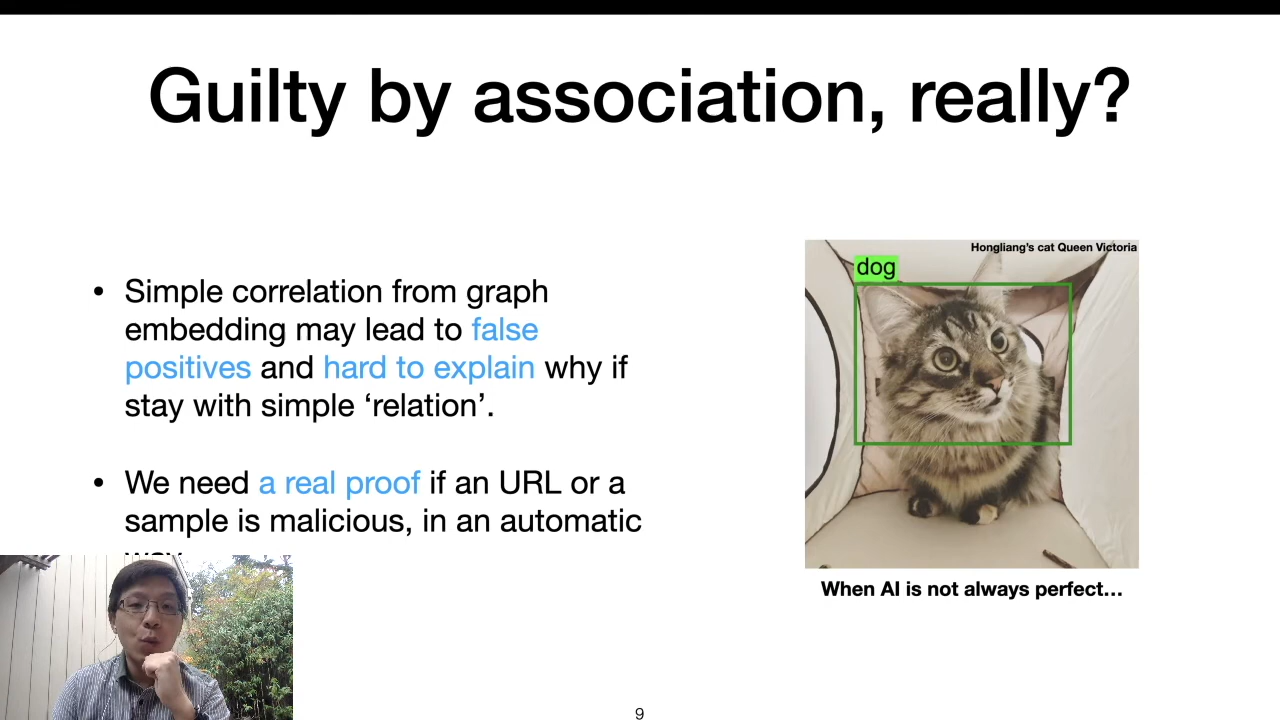 Guilty by association, really?
• Simple correlation from graph
embedding may lead to false
positives and hard to explain why if
stay with simple ‘relation’.
• We need a real proof if an URL or a
sample is malicious, in an automatic
Hongliang's cat Queen Victoria
dog
When AI is not always perfect…
9